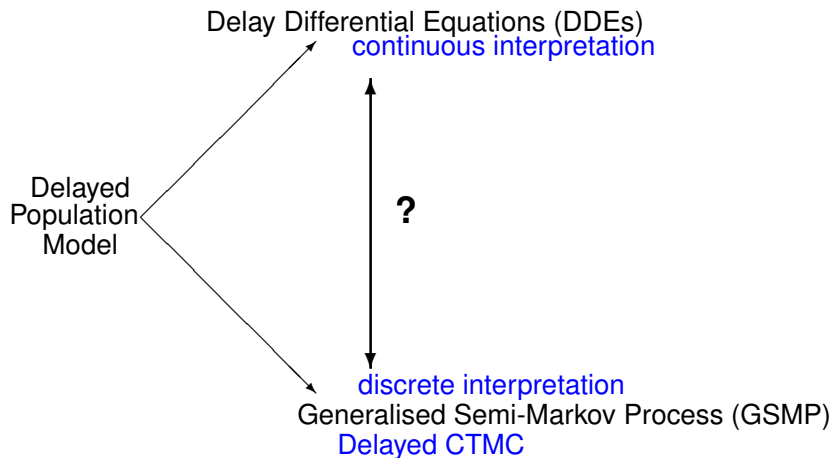 Delay Differential Equations (DDEs)
continuous interpretation
Delayed
Population
Model
?
discrete interpretation
Generalised Semi-Markov Process (GSMP)
Delayed CTMC